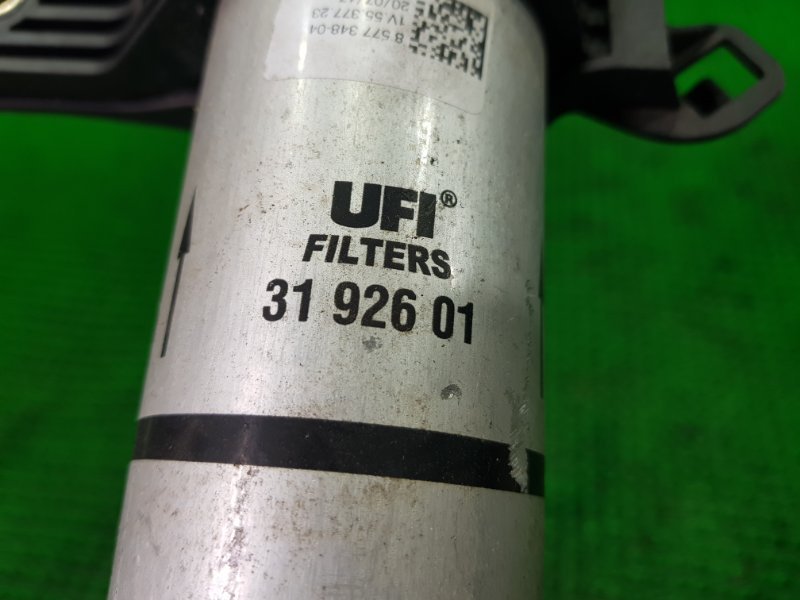 8 577 348-04
1V 55.377 23
UFI®
FILTERS
31 926 01